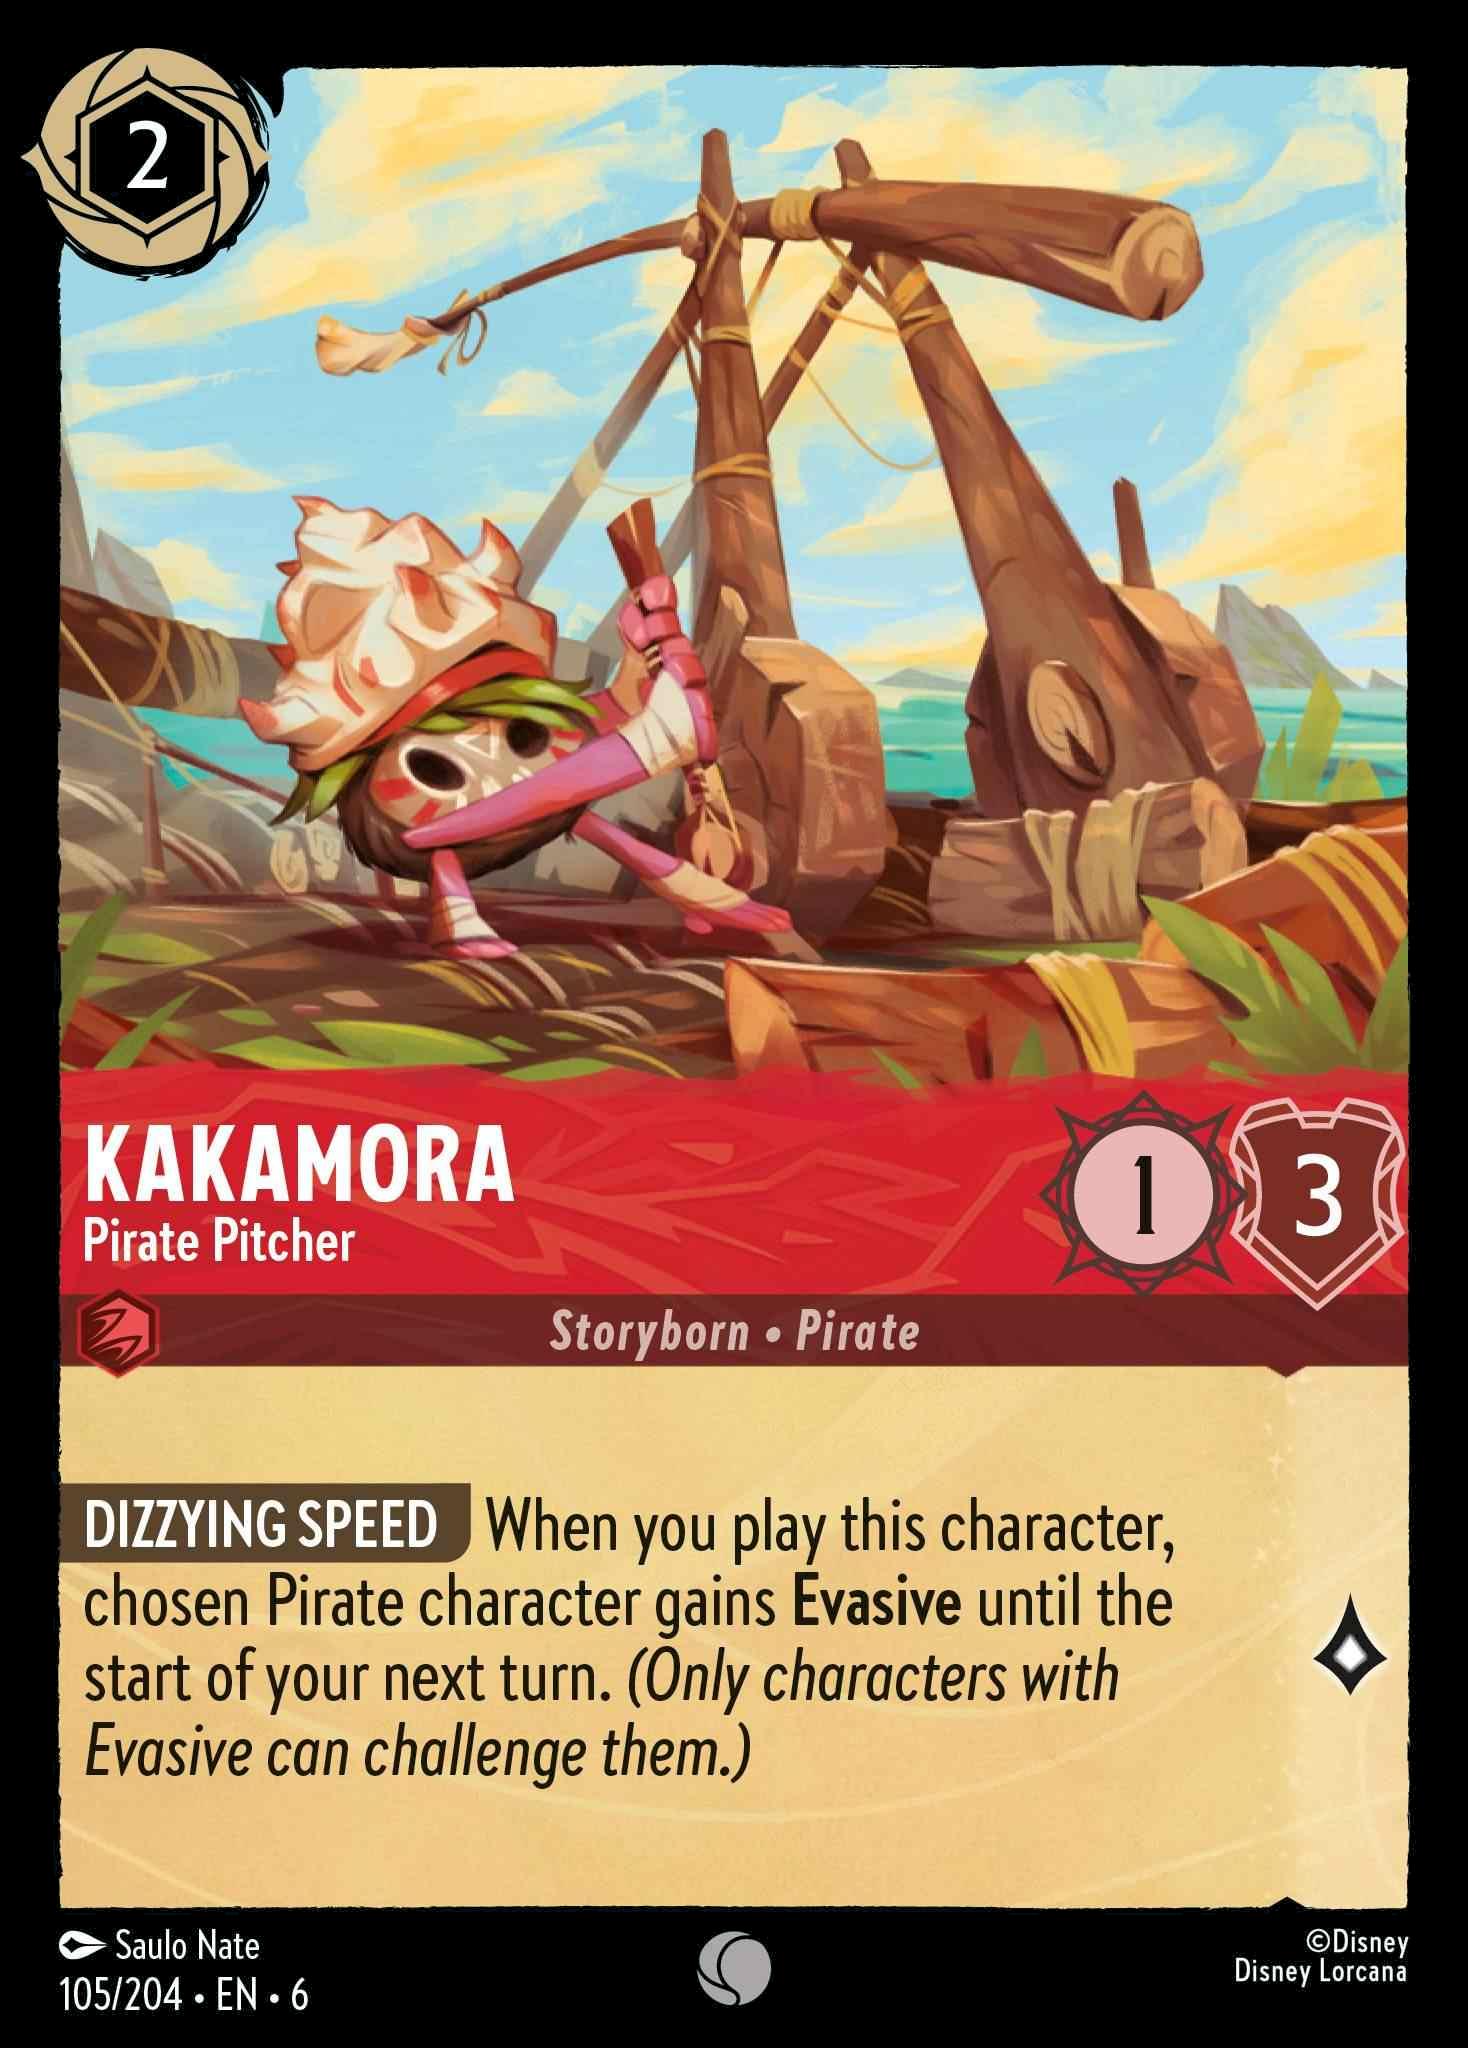 2
KAKAMORA
Pirate Pitcher
1
3
Storyborn • Pirate
DIZZYING SPEED When you play this character,
chosen Pirate character gains Evasive until the
start of your next turn. (Only characters with
Evasive can challenge them.)
Saulo Nate
105/204 • EN • 6
©Disney
Disney Lorcana